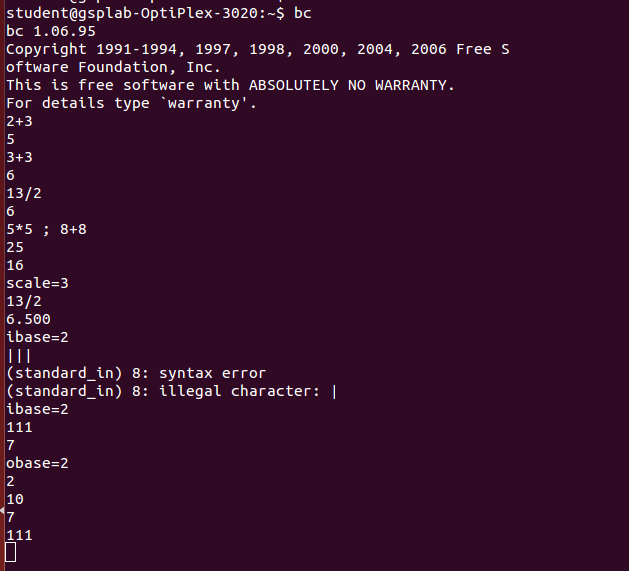 student@gsplab-OptiPlex-3020:~$ bc
bc 1.06.95
Copyright 1991-1994, 1997, 1998, 2000, 2004, 2006 Free S
oftware Foundation, Inc.
This is free software with ABSOLUTELY NO WARRANTY.
For details type `warranty'.
2+3
5
3+3
6
13/2
6
5*5 ; 8+8
25
16
scale=3
13/2
6.500
ibase=2
|||
(standard_in) 8: syntax error
(standard_in) 8: illegal character: |
ibase=2
111
7
obase=2
2
10
7
111